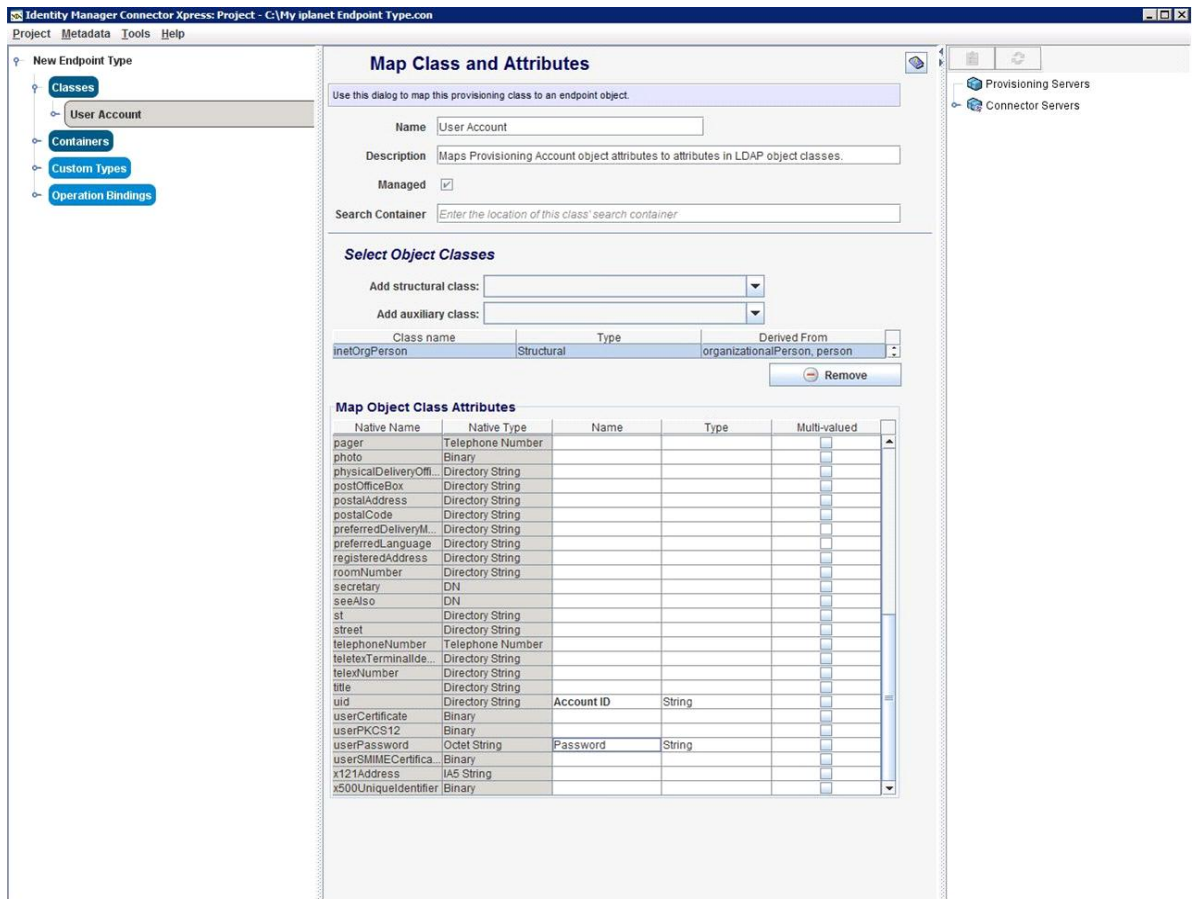 Identity Manager Connector Xpress: Project - C:\My iplanet Endpoint Type.con
Project Metadata Tools Help
New Endpoint Type
Classes
User Account
Containers
Custom Types
Operation Bindings
Map Class and Attributes
Use this dialog to map this provisioning class to an endpoint object.
Name User Account
Description Maps Provisioning Account object attributes to attributes in LDAP object classes.
Managed
Search Container Enter the location of this class' search container
Select Object Classes
Add structural class:
Add auxiliary class:
Class name Type Derived From
inetOrgPerson Structural organizationalPerson, person
Remove
Map Object Class Attributes
Native Name Native Type Name Type Multi-valued
pager Telephone Number
photo Binary
physicalDeliveryOffi... Directory String
postOfficeBox Directory String
postalAddress Directory String
postalCode Directory String
preferredDeliveryM... Directory String
preferredLanguage Directory String
registeredAddress Directory String
roomNumber Directory String
secretary DN
seeAlso DN
st Directory String
street Directory String
telephoneNumber Telephone Number
teletexTerminalIde... Directory String
telexNumber Directory String
title Directory String
uid Directory String Account ID String
userCertificate Binary
userPKCS12 Binary
userPassword Octet String Password String
userSMIMECertifica... Binary
x121Address IA5 String
x500UniqueIdentifier Binary
Provisioning Servers
Connector Servers